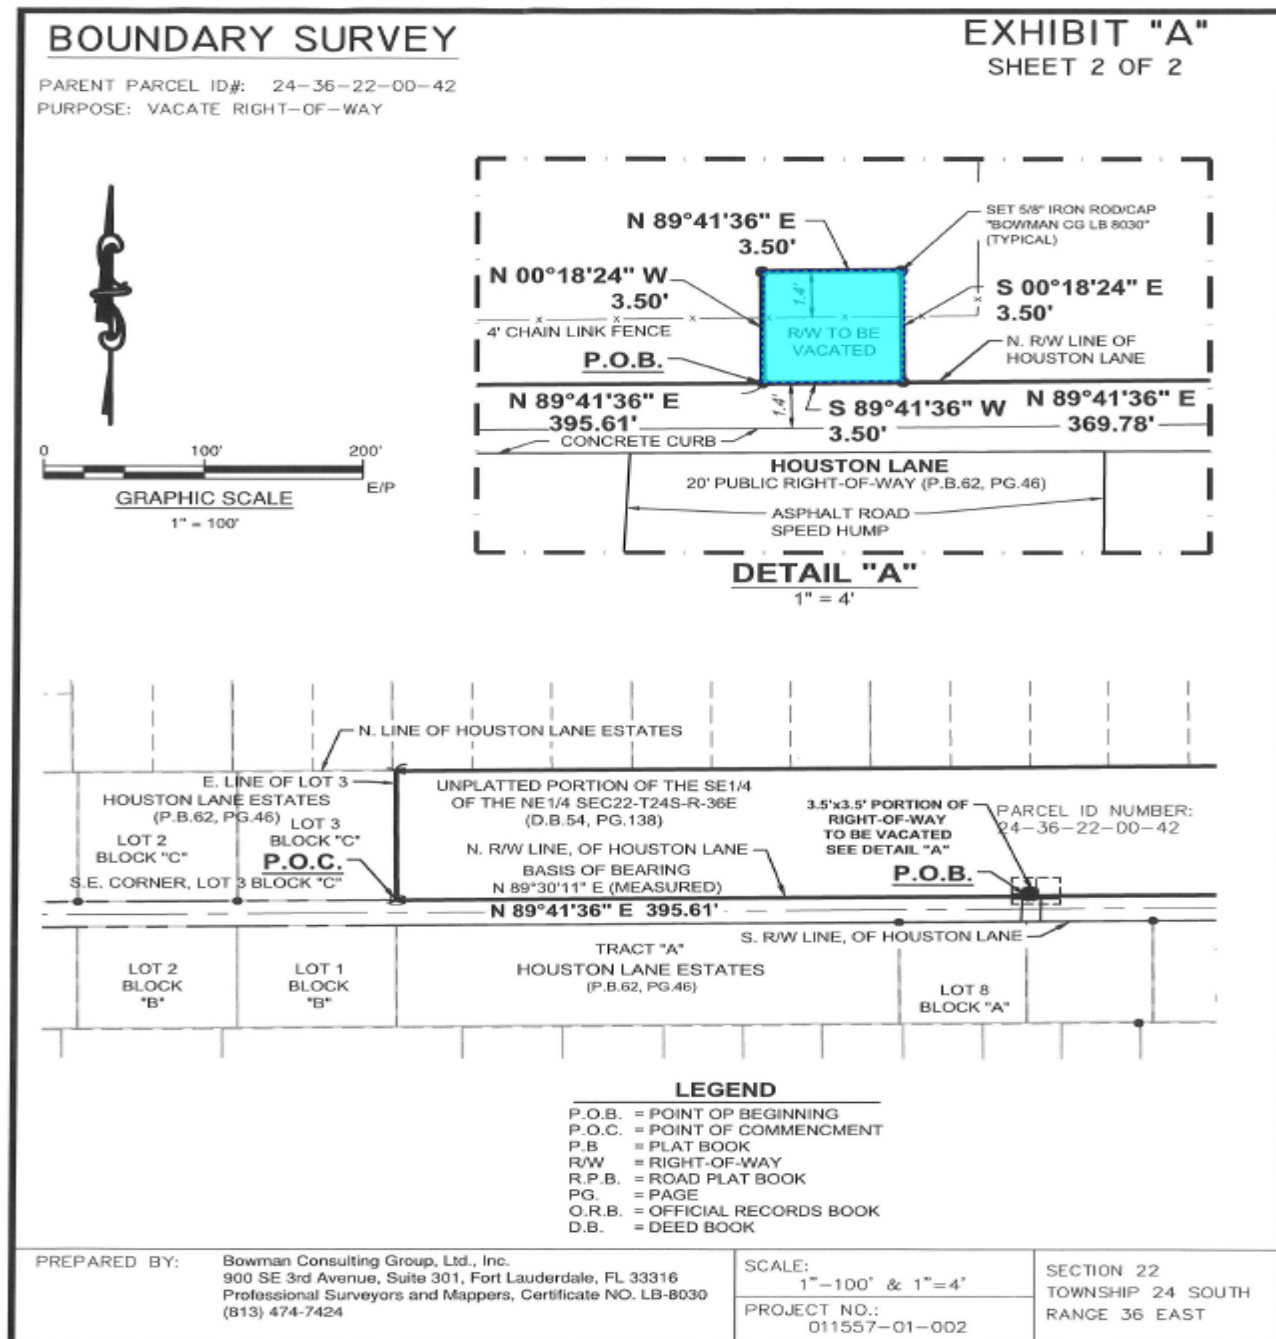 BOUNDARY SURVEY
EXHIBIT "A"
SHEET 2 OF 2
PARENT PARCEL ID#: 24-36-22-00-42
PURPOSE: VACATE RIGHT-OF-WAY
N 89°41'36" E
3.50'
SET 5/8" IRON ROD/CAP
"BOWMAN CG LB 8030"
(TYPICAL)
N 00°18'24" W
3.50'
1.4'
S 00°18'24" E
3.50'
4' CHAIN LINK FENCE
R/W TO BE
VACATED
N. R/W LINE OF
HOUSTON LANE
P.O.B.
N 89°41'36" E
395.61'
1.4'
S 89°41'36" W
3.50'
N 89°41'36" E
369.78'
CONCRETE CURB
HOUSTON LANE
20' PUBLIC RIGHT-OF-WAY (P.B.62, PG.46)
ASPHALT ROAD
SPEED HUMP
0 100' 200'
E/P
GRAPHIC SCALE
1" = 100'
DETAIL "A"
1" = 4'
N. LINE OF HOUSTON LANE ESTATES
E. LINE OF LOT 3
HOUSTON LANE ESTATES
(P.B.62, PG.46)
LOT 3
BLOCK "C"
LOT 2
BLOCK "C"
P.O.C.
S.E. CORNER, LOT 3 BLOCK "C"
UNPLATTED PORTION OF THE SE1/4
OF THE NE1/4 SEC22-T24S-R-36E
(D.B.54, PG.138)
N. R/W LINE, OF HOUSTON LANE
BASIS OF BEARING
N 89°30'11" E (MEASURED)
3.5'x3.5' PORTION OF
RIGHT-OF-WAY
TO BE VACATED
SEE DETAIL "A"
PARCEL ID NUMBER:
24-36-22-00-42
P.O.B.
N 89°41'36" E 395.61'
S. R/W LINE, OF HOUSTON LANE
TRACT "A"
HOUSTON LANE ESTATES
(P.B.62, PG.46)
LOT 2
BLOCK
"B"
LOT 1
BLOCK
"B"
LOT 8
BLOCK "A"
LEGEND
P.O.B. = POINT OP BEGINNING
P.O.C. = POINT OF COMMENCMENT
P.B = PLAT BOOK
R/W = RIGHT-OF-WAY
R.P.B. = ROAD PLAT BOOK
PG. = PAGE
O.R.B. = OFFICIAL RECORDS BOOK
D.B. = DEED BOOK
PREPARED BY:
Bowman Consulting Group, Ltd., Inc.
900 SE 3rd Avenue, Suite 301, Fort Lauderdale, FL 33316
Professional Surveyors and Mappers, Certificate NO. LB-8030
(813) 474-7424
SCALE:
1"-100' & 1"=4'
PROJECT NO.:
011557-01-002
SECTION 22
TOWNSHIP 24 SOUTH
RANGE 36 EAST